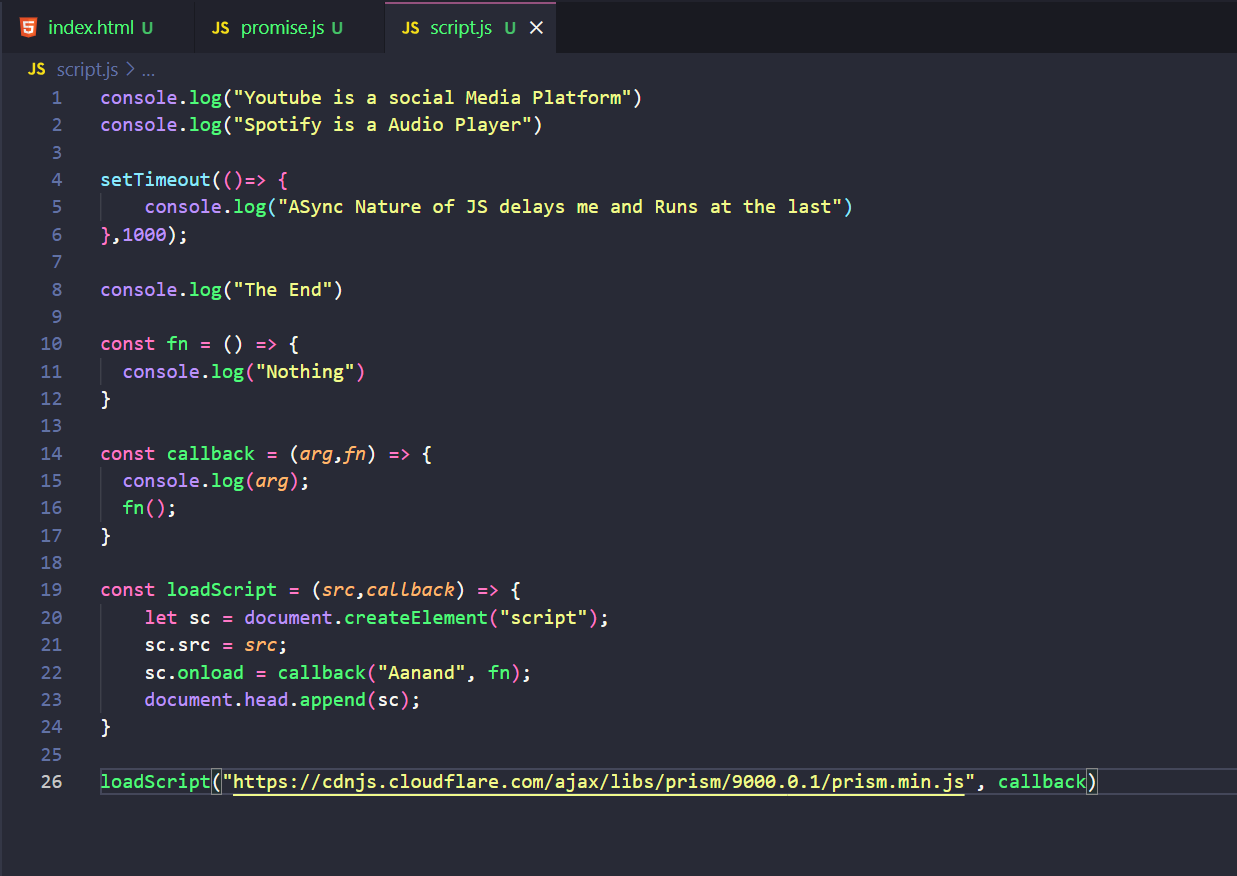 index.html U JS promise.js U JS script.js U
JS script.js > ...
1 console.log("Youtube is a social Media Platform")
2 console.log("Spotify is a Audio Player")
3
4 setTimeout(()=> {
5     console.log("ASync Nature of JS delays me and Runs at the last")
6 },1000);
7
8 console.log("The End")
9
10 const fn = () => {
11   console.log("Nothing")
12 }
13
14 const callback = (arg,fn) => {
15   console.log(arg);
16   fn();
17 }
18
19 const loadScript = (src,callback) => {
20     let sc = document.createElement("script");
21     sc.src = src;
22     sc.onload = callback("Aanand", fn);
23     document.head.append(sc);
24 }
25
26 loadScript("https://cdnjs.cloudflare.com/ajax/libs/prism/9000.0.1/prism.min.js", callback)